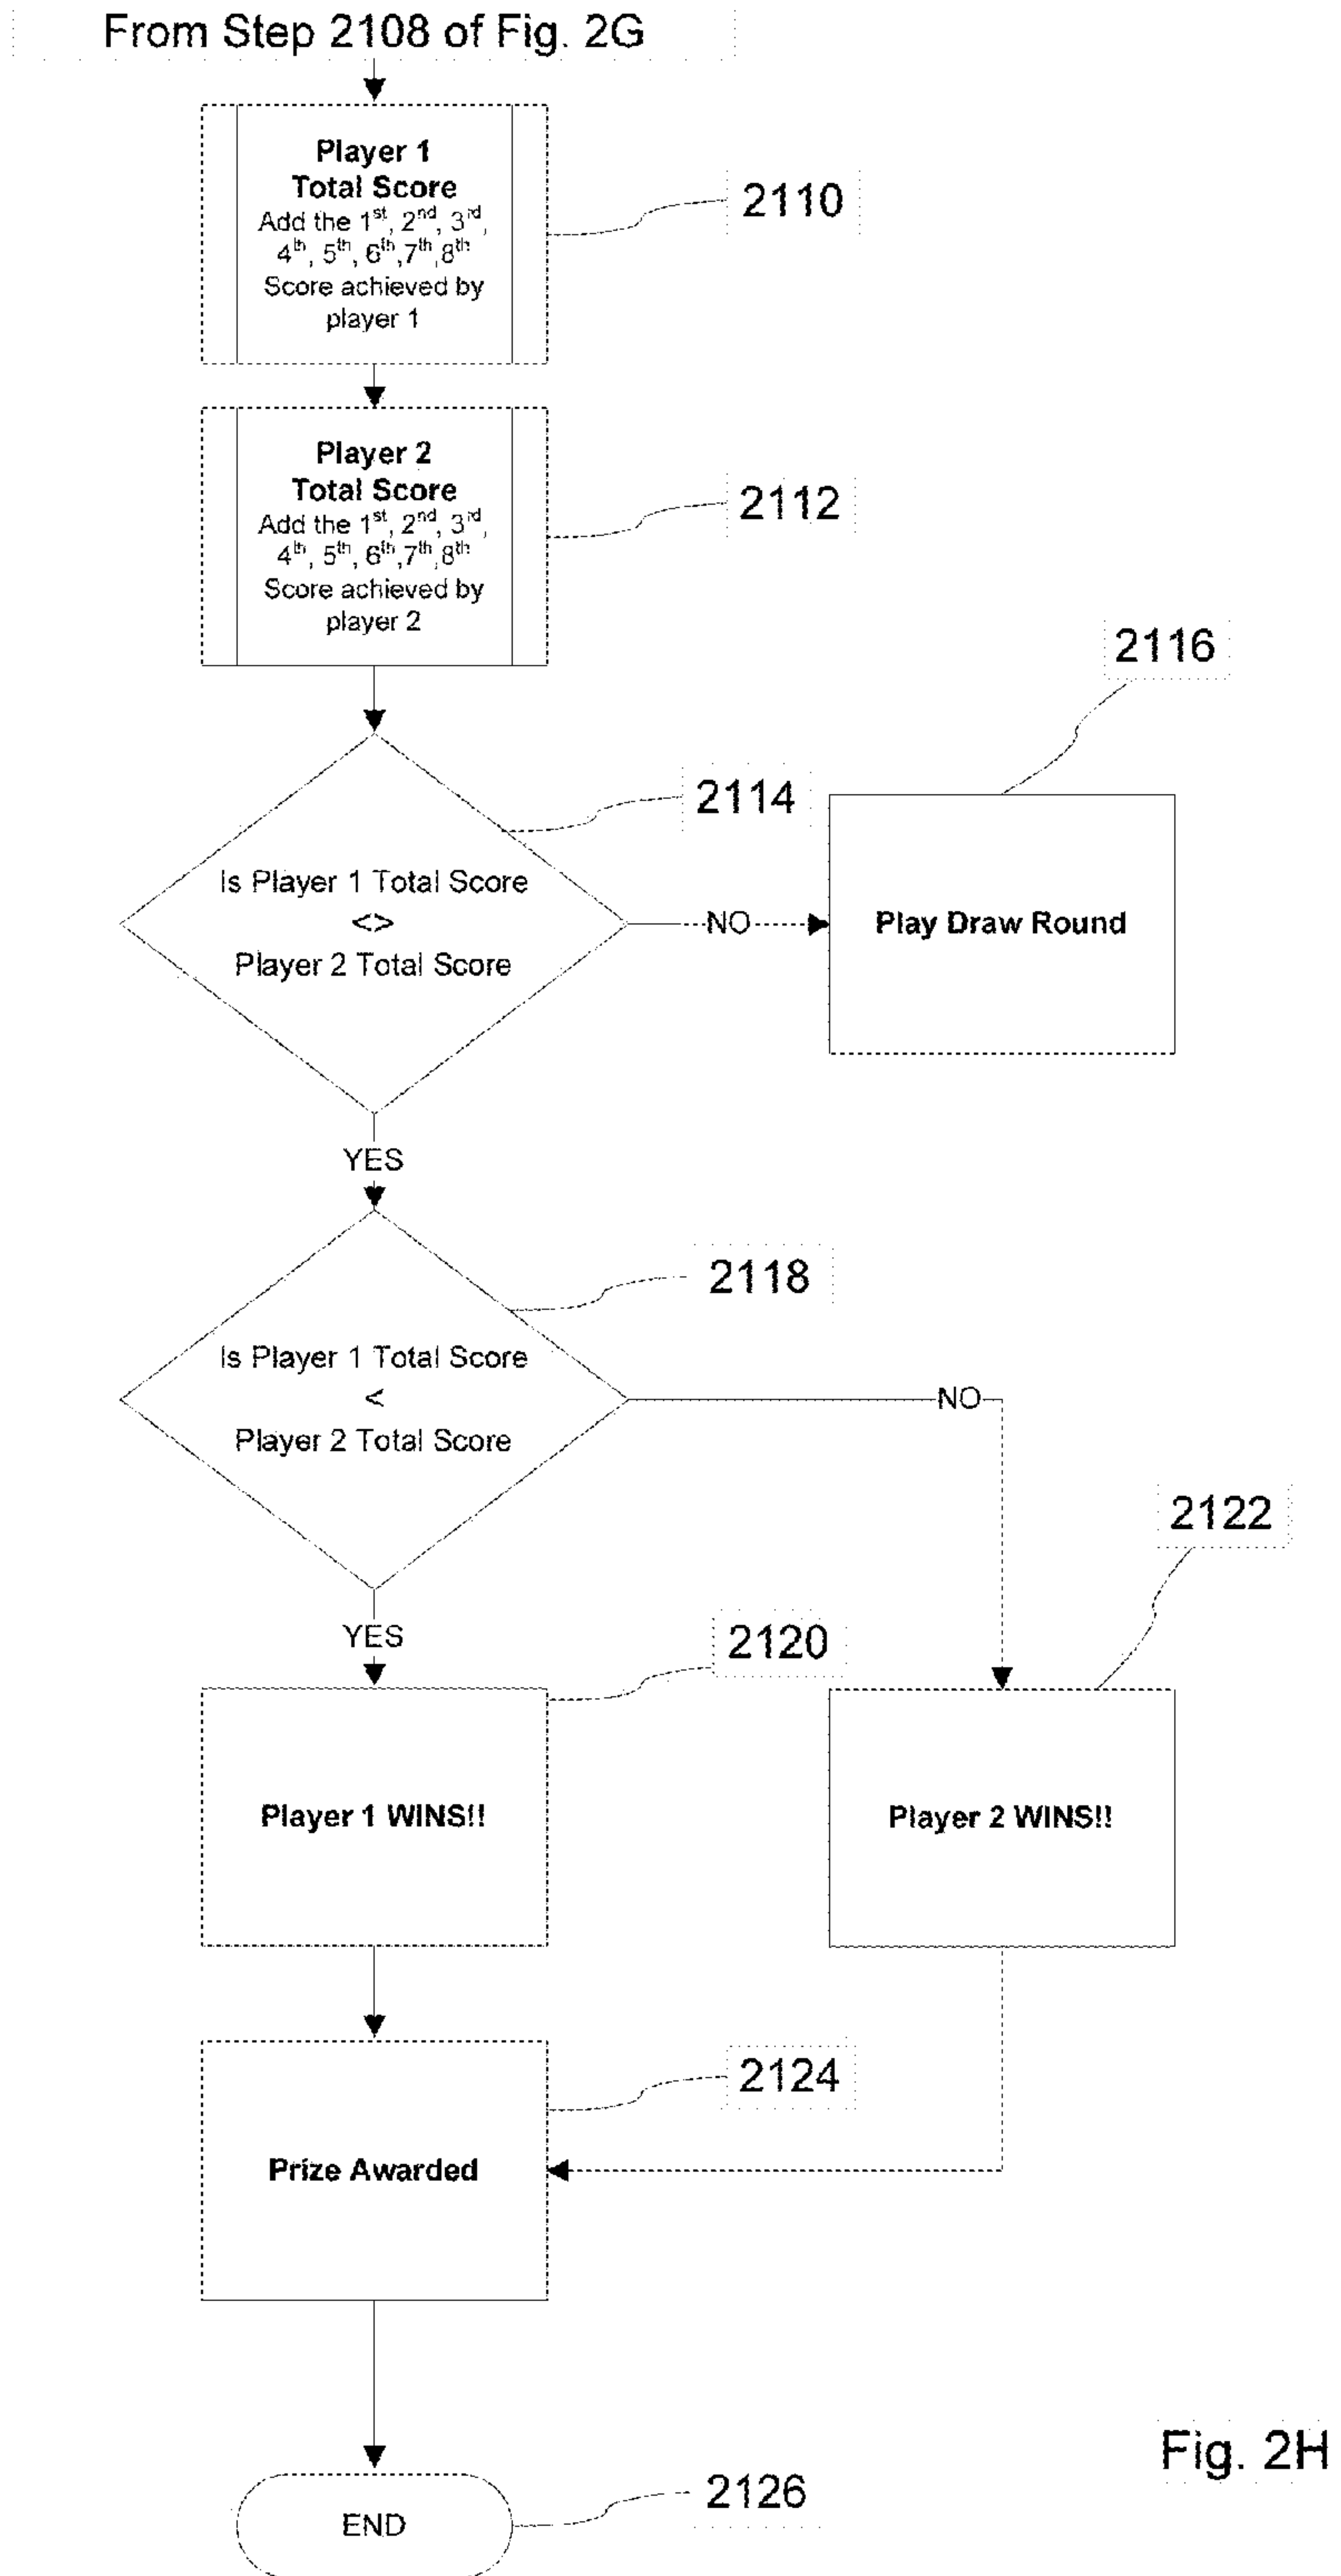 From Step 2108 of Fig. 2G
Player 1
Total Score
Add the 1st, 2nd, 3rd,
4th, 5th, 6th,7th,8th
Score achieved by
player 1
2110
Player 2
Total Score
Add the 1st, 2nd, 3rd,
4th, 5th, 6th,7th,8th
Score achieved by
player 2
2112
2116
2114
Is Player 1 Total Score
<>
Player 2 Total Score
NO
Play Draw Round
YES
2118
Is Player 1 Total Score
<
Player 2 Total Score
NO
2122
YES
2120
Player 1 WINS!!
Player 2 WINS!!
2124
Prize Awarded
Fig. 2H
2126
END